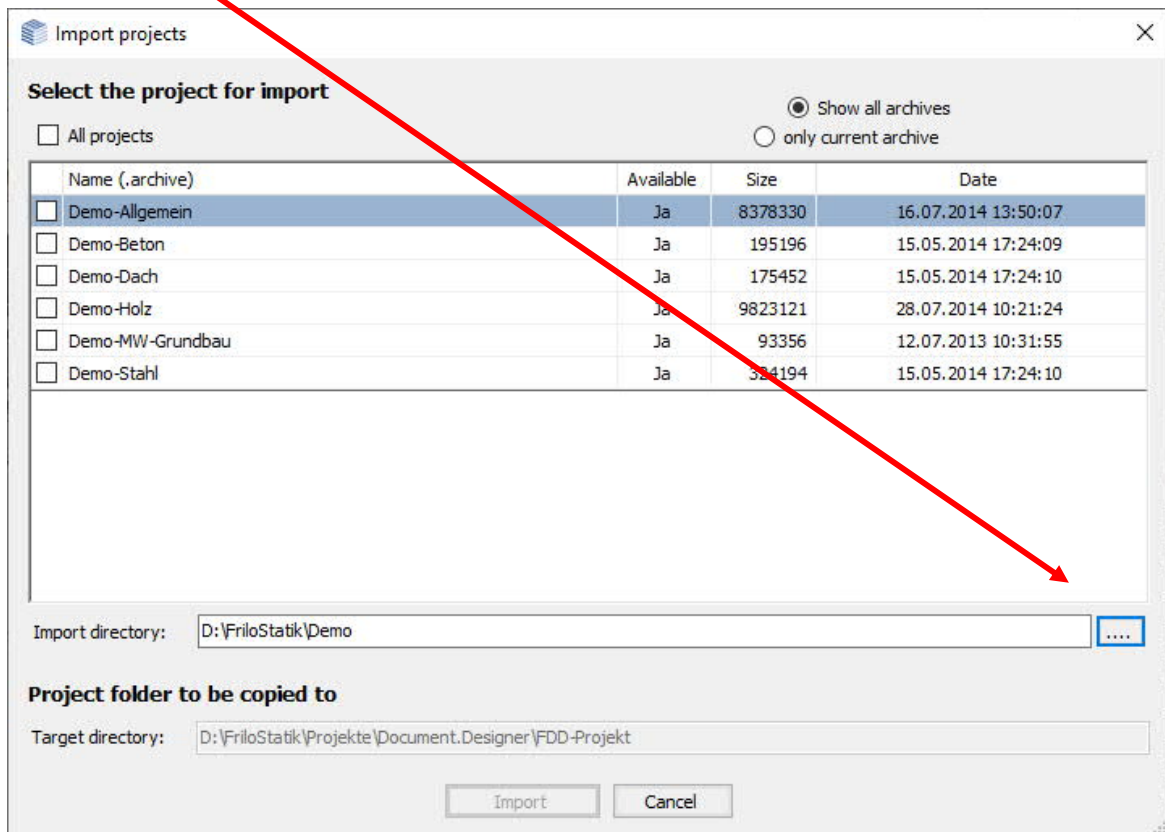 Import projects
Select the project for import
Show all archives
All projects
only current archive
Name (.archive) Available Size Date
Demo-Allgemein Ja 8378330 16.07.2014 13:50:07
Demo-Beton Ja 195196 15.05.2014 17:24:09
Demo-Dach Ja 175452 15.05.2014 17:24:10
Demo-Holz Ja 9823121 28.07.2014 10:21:24
Demo-MW-Grundbau Ja 93356 12.07.2013 10:31:55
Demo-Stahl Ja 324194 15.05.2014 17:24:10
Import directory: D:\FriloStatik\Demo ....
Project folder to be copied to
Target directory: D:\FriloStatik\Projekte\Document.Designer\FDD-Projekt
Import Cancel